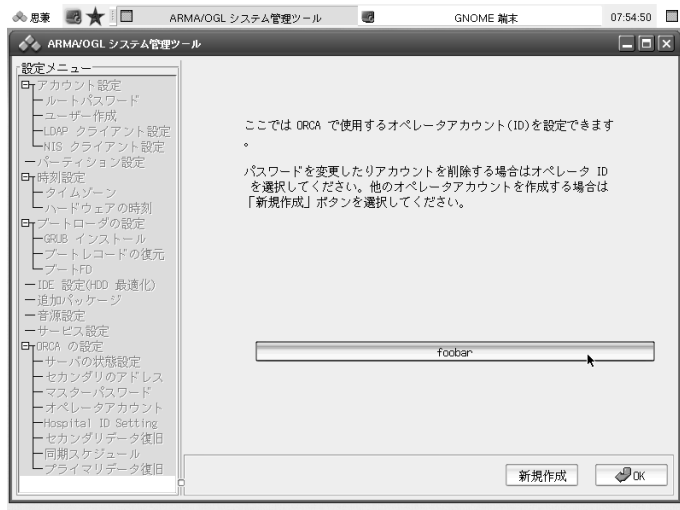 思兼
ARMA/OGL システム管理ツール
GNOME 端末
07:54:50
ARMA/OGL システム管理ツール
設定メニュー
アカウント設定
ルートパスワード
ユーザー作成
LDAP クライアント設定
NIS クライアント設定
パーティション設定
時刻設定
タイムゾーン
ハードウェアの時刻
ブートローダの設定
GRUB インストール
ブートレコードの復元
ブートFD
IDE 設定(HDD 最適化)
追加パッケージ
音源設定
サービス設定
ORCA の設定
サーバの状態設定
セカンダリのアドレス
マスターパスワード
オペレータアカウント
Hospital ID Setting
セカンダリデータ復旧
同期スケジュール
プライマリデータ復旧
ここでは ORCA で使用するオペレータアカウント(ID)を設定できます
。
パスワードを変更したりアカウントを削除する場合はオペレータ ID
を選択してください。他のオペレータアカウントを作成する場合は
「新規作成」ボタンを選択してください。
foobar
新規作成
OK